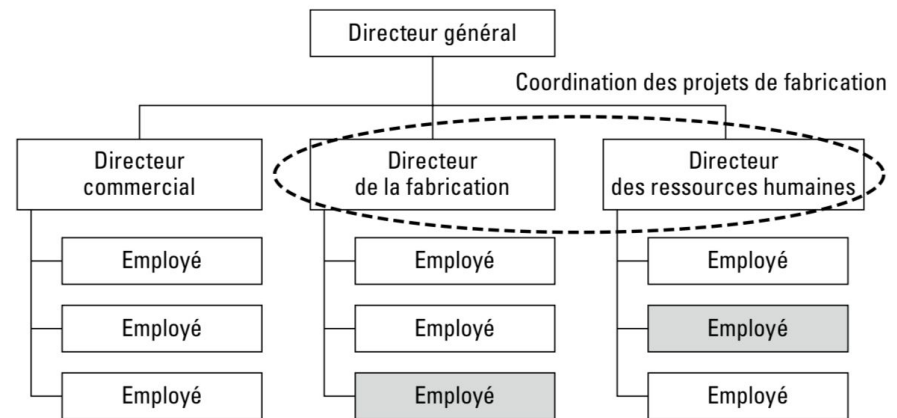 Directeur général
Coordination des projets de fabrication
Directeur
commercial
Directeur
de la fabrication
Directeur
des ressources humaines
Employé
Employé
Employé
Employé
Employé
Employé
Employé
Employé
Employé